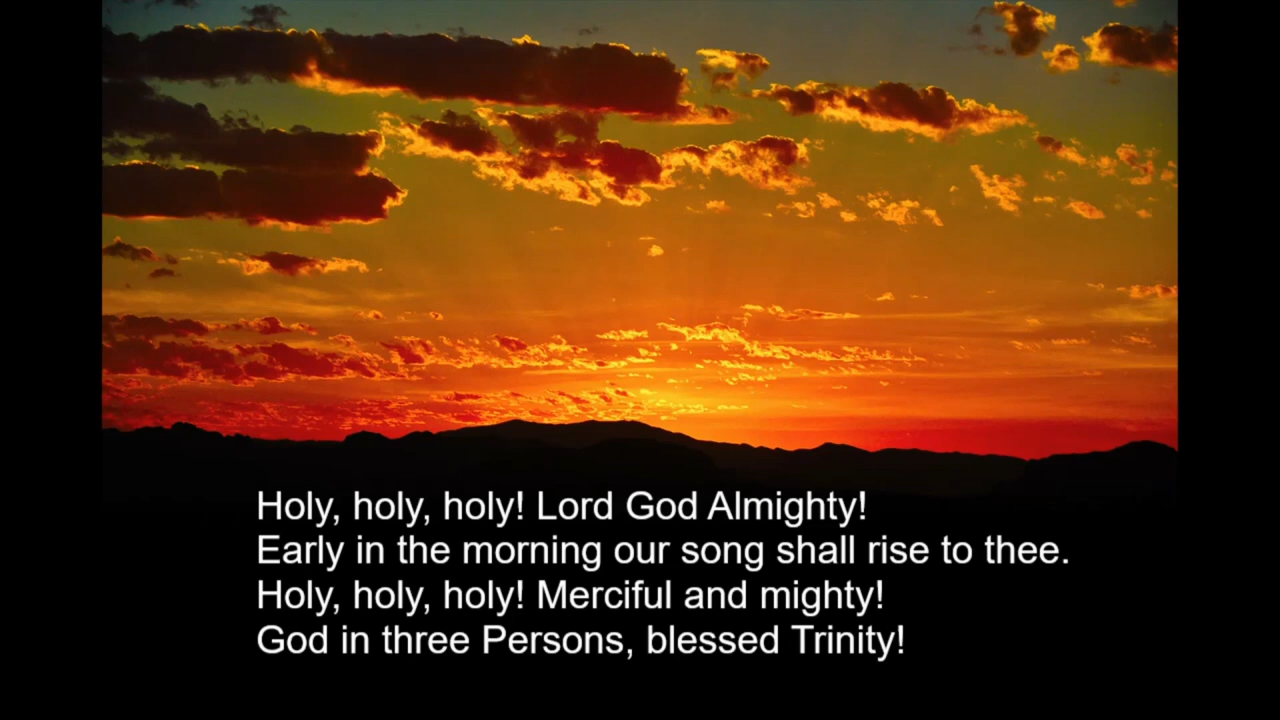 Holy, holy, holy! Lord God Almighty!
Early in the morning our song shall rise to thee.
Holy, holy, holy! Merciful and mighty!
God in three Persons, blessed Trinity!